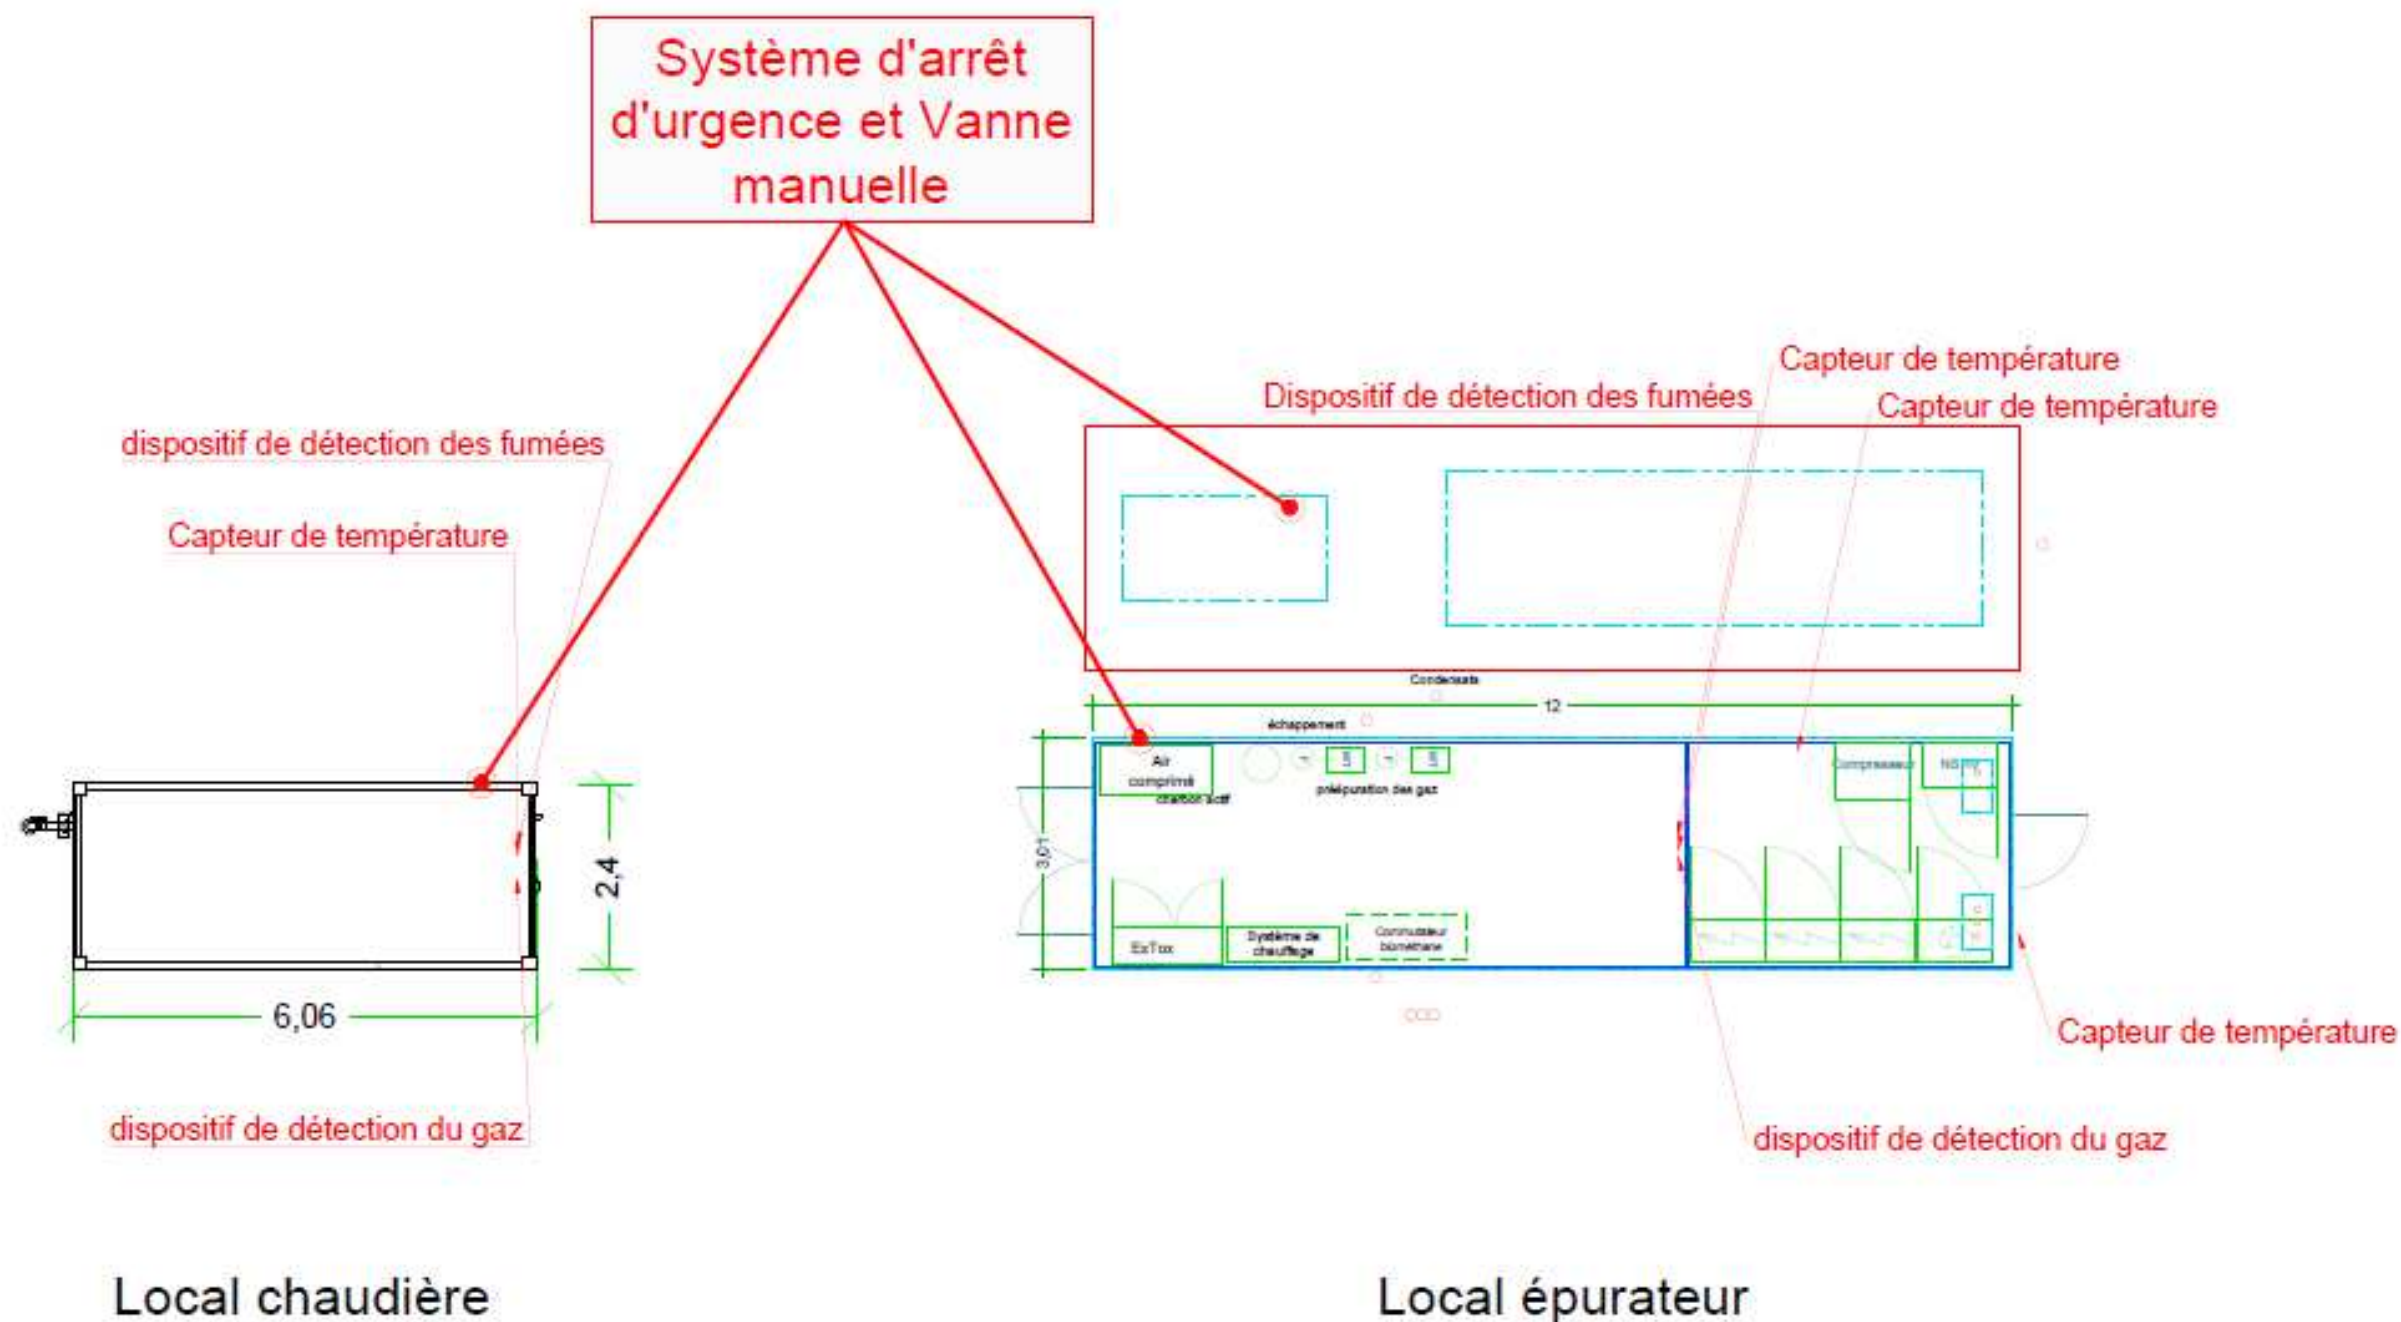 Système d'arrêt
d'urgence et Vanne
manuelle
Capteur de température
Dispositif de détection des fumées
Capteur de température
dispositif de détection des fumées
Capteur de température
Condensats
12
échappement
Air
comprimé
charbon actif
préépuration des gaz
Compresseur
3,01
2,4
ExTox
Système de
chauffage
Commutateur
biométhane
6,06
Capteur de température
dispositif de détection du gaz
dispositif de détection du gaz
Local chaudière
Local épurateur